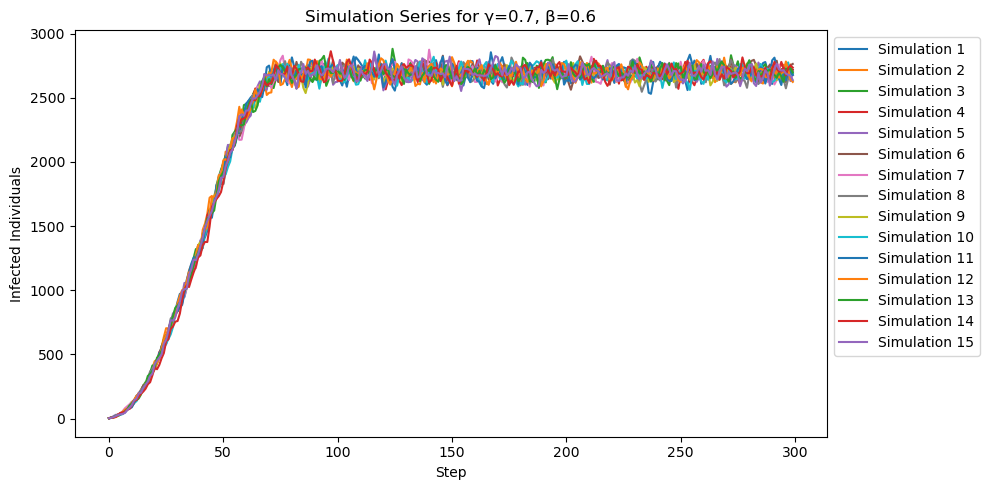 Simulation Series for γ=0.7, β=0.6
3000
2500
2000
1500
1000
500
0
Infected Individuals
0 50 100 150 200 250 300
Step
Simulation 1
Simulation 2
Simulation 3
Simulation 4
Simulation 5
Simulation 6
Simulation 7
Simulation 8
Simulation 9
Simulation 10
Simulation 11
Simulation 12
Simulation 13
Simulation 14
Simulation 15